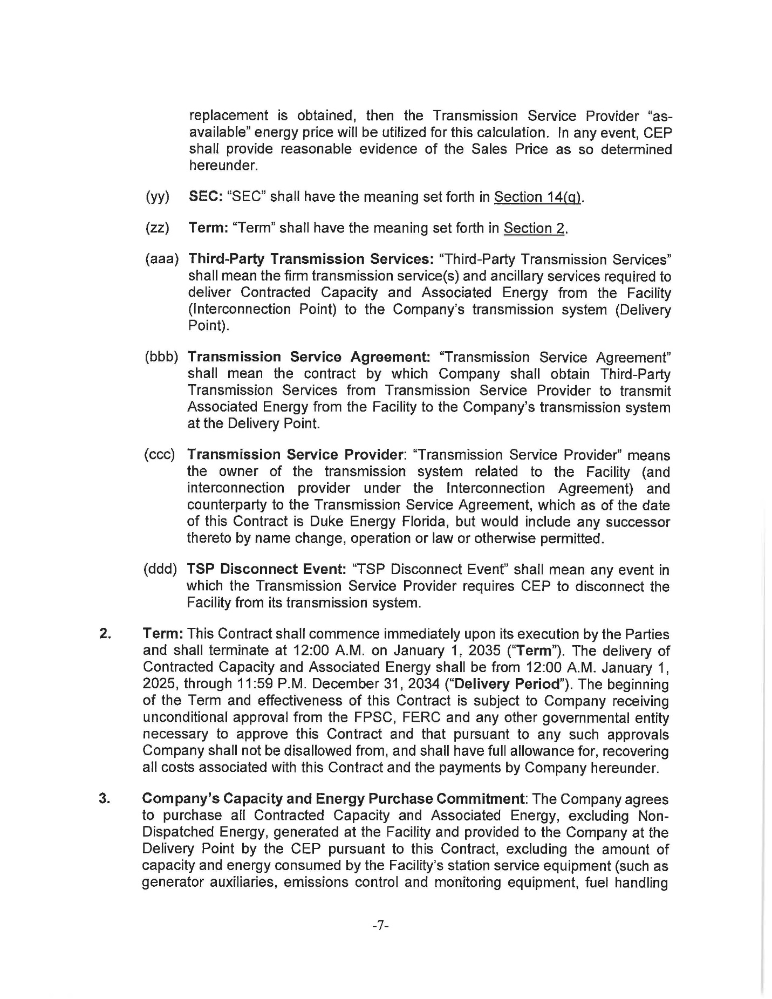 replacement is obtained, then the Transmission Service Provider “as-
available” energy price will be utilized for this calculation. In any event, CEP
shall provide reasonable evidence of the Sales Price as so determined
hereunder.
(yy) SEC: “SEC” shall have the meaning set forth in Section 14(q).
(zz) Term: “Term” shall have the meaning set forth in Section 2.
(aaa) Third-Party Transmission Services: “Third-Party Transmission Services”
shall mean the firm transmission service(s) and ancillary services required to
deliver Contracted Capacity and Associated Energy from the Facility
(Interconnection Point) to the Company’s transmission system (Delivery
Point).
(bbb) Transmission Service Agreement: “Transmission Service Agreement”
shall mean the contract by which Company shall obtain Third-Party
Transmission Services from Transmission Service Provider to transmit
Associated Energy from the Facility to the Company’s transmission system
at the Delivery Point.
(ccc) Transmission Service Provider: “Transmission Service Provider” means
the owner of the transmission system related to the Facility (and
interconnection provider under the Interconnection Agreement) and
counterparty to the Transmission Service Agreement, which as of the date
of this Contract is Duke Energy Florida, but would include any successor
thereto by name change, operation or law or otherwise permitted.
(ddd) TSP Disconnect Event: “TSP Disconnect Event” shall mean any event in
which the Transmission Service Provider requires CEP to disconnect the
Facility from its transmission system.
2. Term: This Contract shall commence immediately upon its execution by the Parties
and shall terminate at 12:00 A.M. on January 1, 2035 (“Term”). The delivery of
Contracted Capacity and Associated Energy shall be from 12:00 A.M. January 1,
2025, through 11:59 P.M. December 31, 2034 (“Delivery Period”). The beginning
of the Term and effectiveness of this Contract is subject to Company receiving
unconditional approval from the FPSC, FERC and any other governmental entity
necessary to approve this Contract and that pursuant to any such approvals
Company shall not be disallowed from, and shall have full allowance for, recovering
all costs associated with this Contract and the payments by Company hereunder.
3. Company’s Capacity and Energy Purchase Commitment: The Company agrees
to purchase all Contracted Capacity and Associated Energy, excluding Non-
Dispatched Energy, generated at the Facility and provided to the Company at the
Delivery Point by the CEP pursuant to this Contract, excluding the amount of
capacity and energy consumed by the Facility’s station service equipment (such as
generator auxiliaries, emissions control and monitoring equipment, fuel handling
-7-